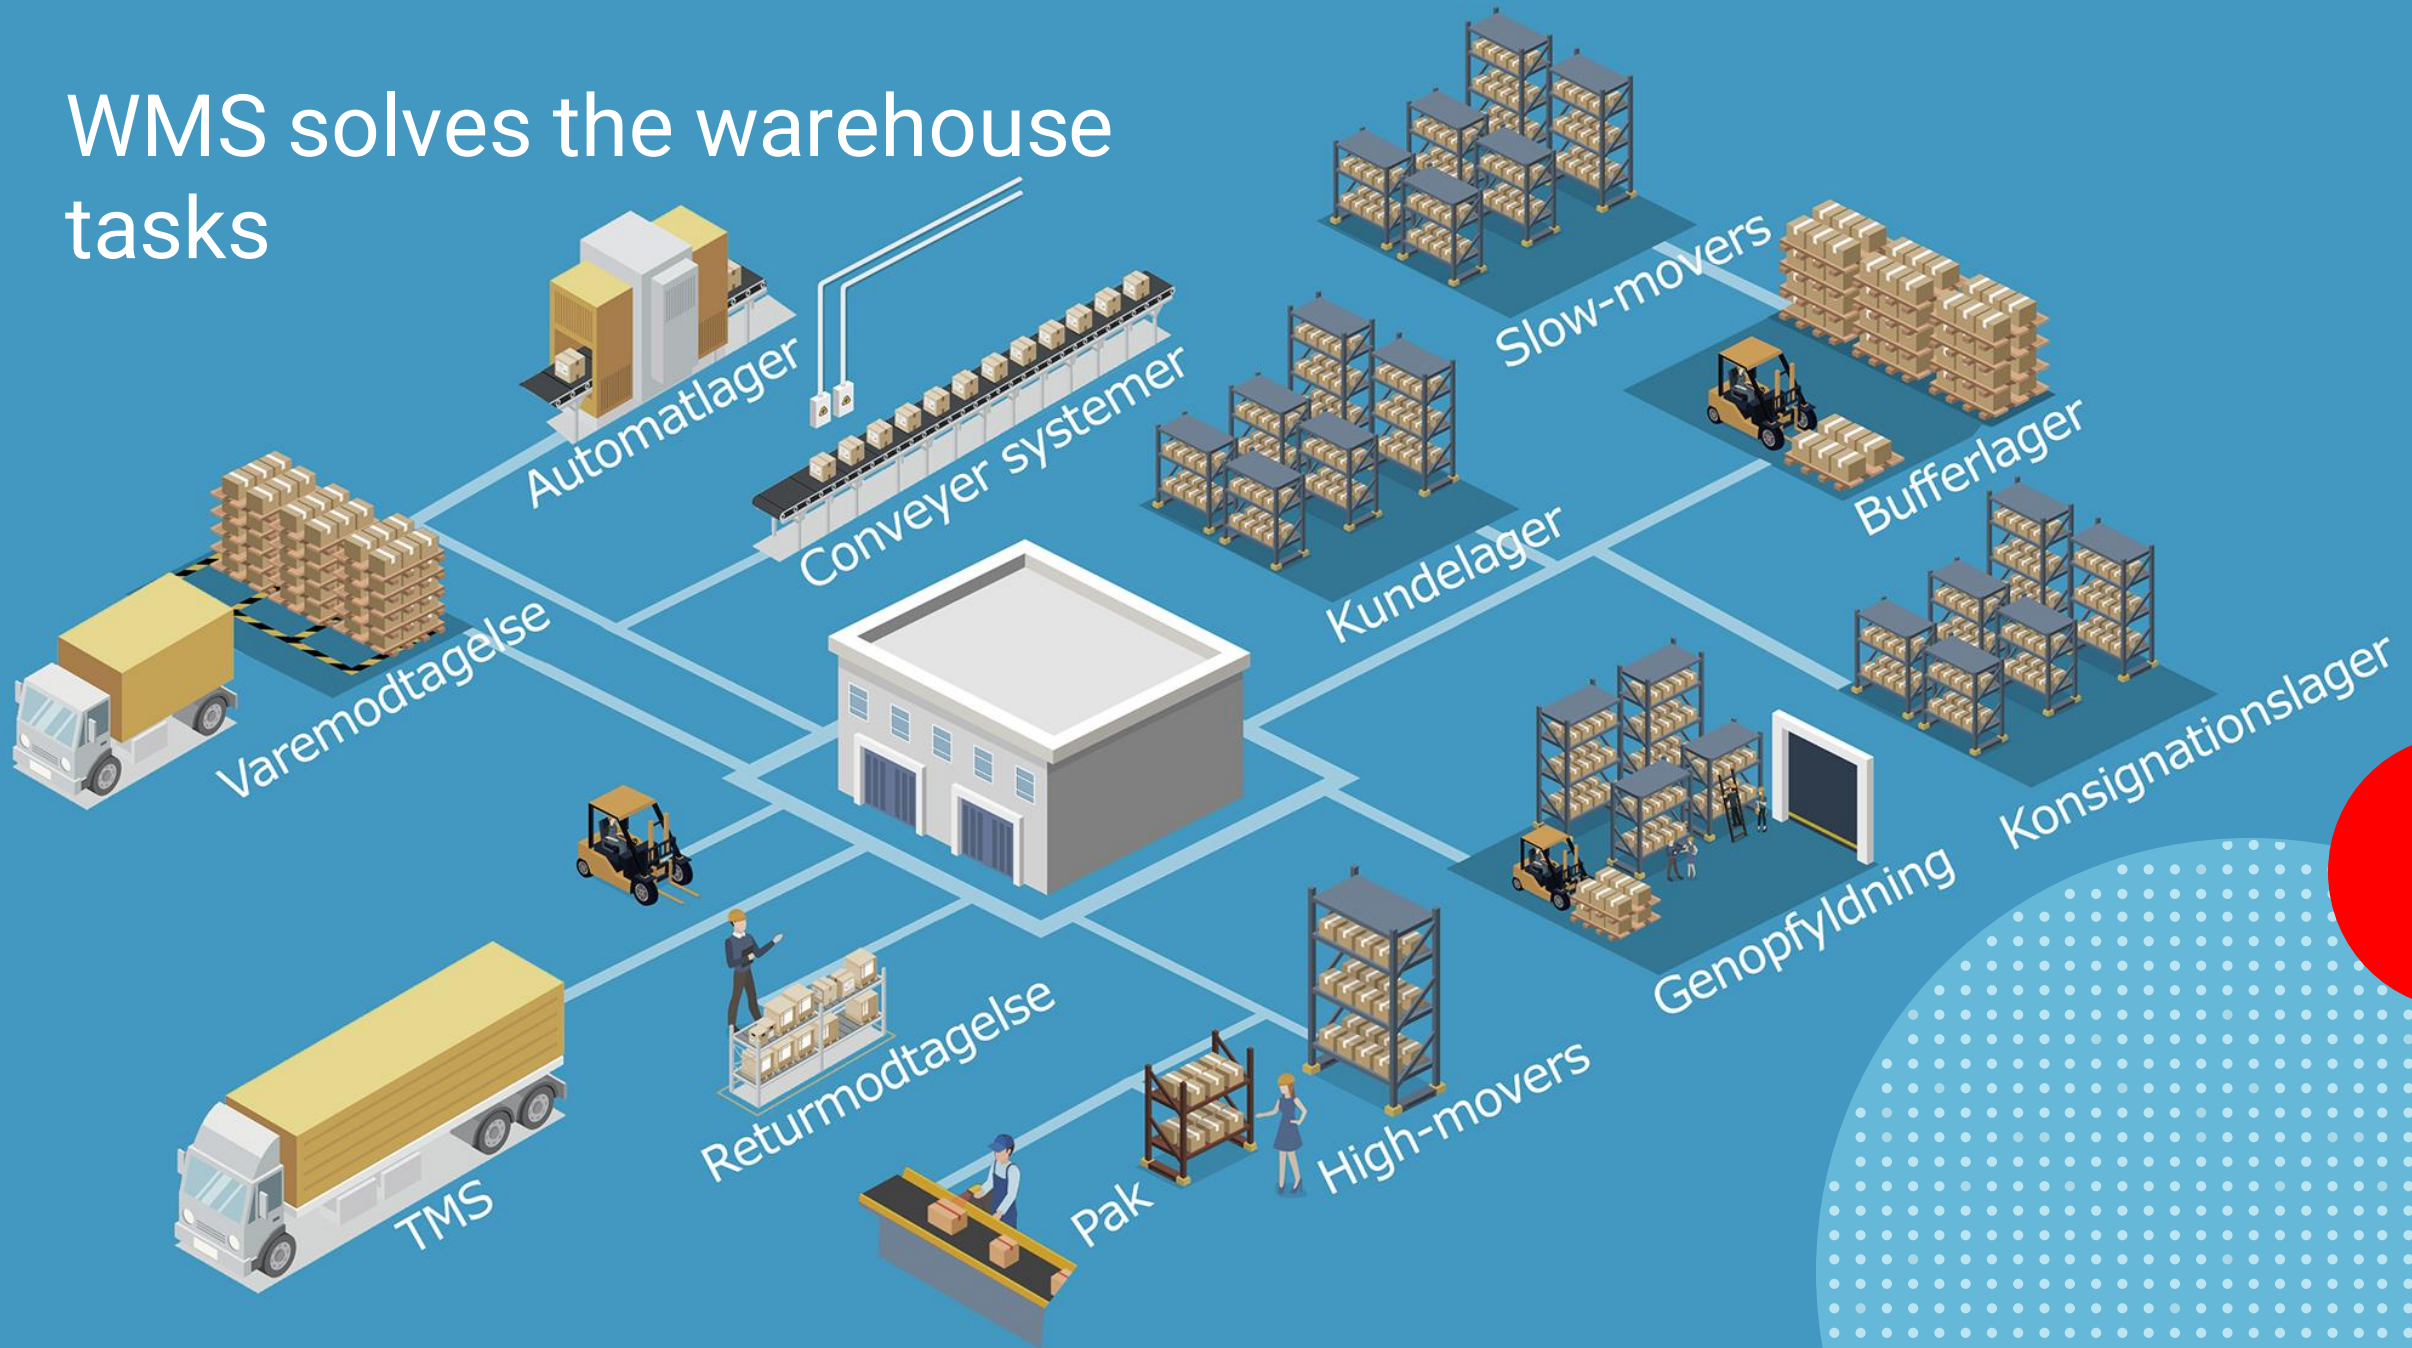 WMS solves the warehouse
tasks
Slow-movers
Automatlager
Conveyer systemer
Bufferlager
Kundelager
Varemodtagelse
Konsignationslager
Genopfyldning
Returmodtagelse
High-movers
Pak
TMS